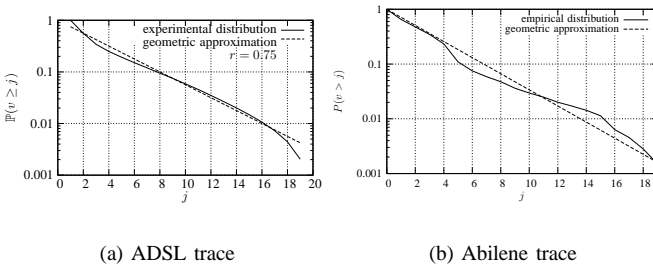 experimental distribution
geometric approximation
r = 0.75
1
0.1
0.01
0.001
ℙ(v ≥ j)
0 2 4 6 8 10 12 14 16 18 20
j
(a) ADSL trace
empirical distribution
geometric approximation
1
0.1
0.01
0.001
P(v > j)
0 2 4 6 8 10 12 14 16 18
j
(b) Abilene trace